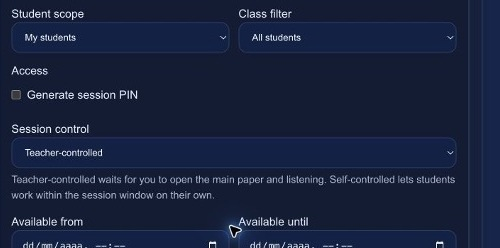 Student scope
Class filter
My students
All students
Access
Generate session PIN
Session control
Teacher-controlled
Teacher-controlled waits for you to open the main paper and listening. Self-controlled lets students
work within the session window on their own.
Available from
Available until
dd/mm/aaaa, --:--
dd/mm/aaaa, --:--